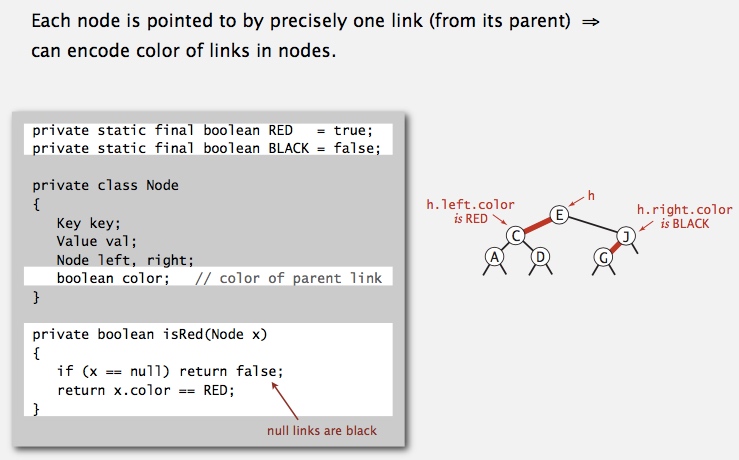 Each node is pointed to by precisely one link (from its parent) ⇒
can encode color of links in nodes.
private static final boolean RED   = true;
private static final boolean BLACK = false;
private class Node
{
   Key key;
   Value val;
   Node left, right;
   boolean color;   // color of parent link
}
private boolean isRed(Node x)
{
   if (x == null) return false;
   return x.color == RED;
}
null links are black
h
h.left.color
is RED
E
h.right.color
is BLACK
C
J
A
D
G